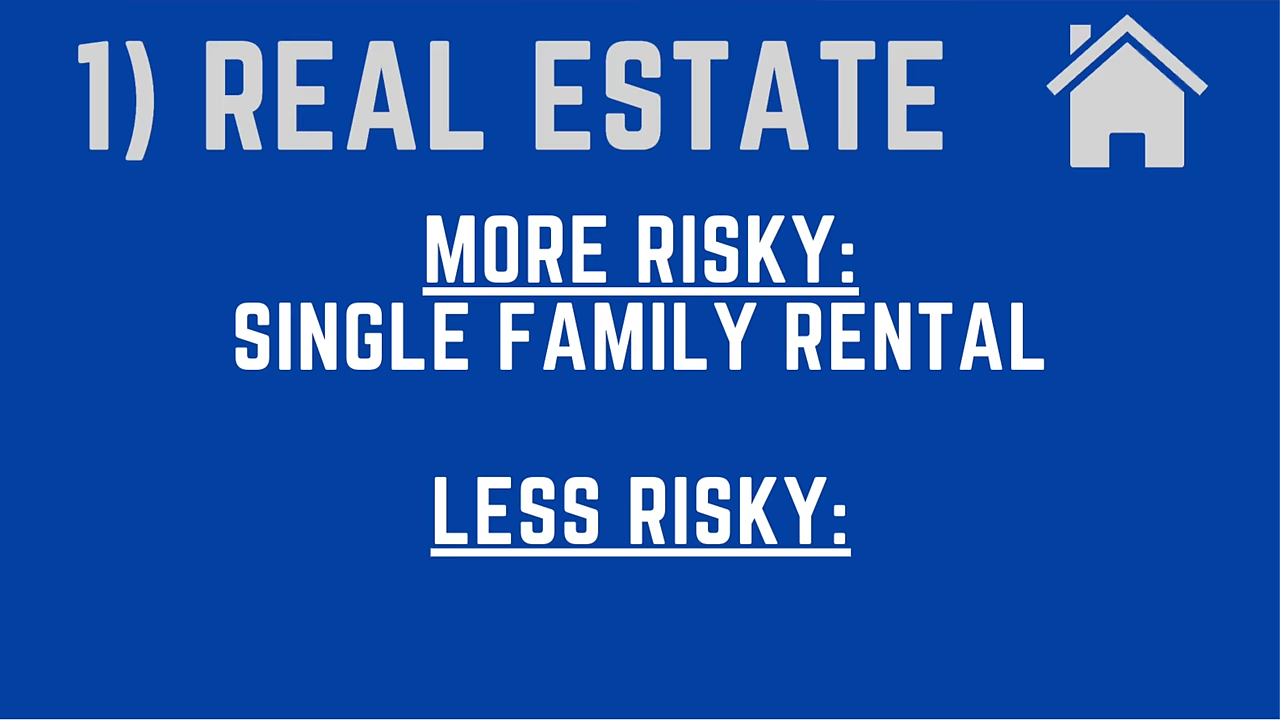 1) REAL ESTATE
MORE RISKY:
SINGLE FAMILY RENTAL
LESS RISKY: